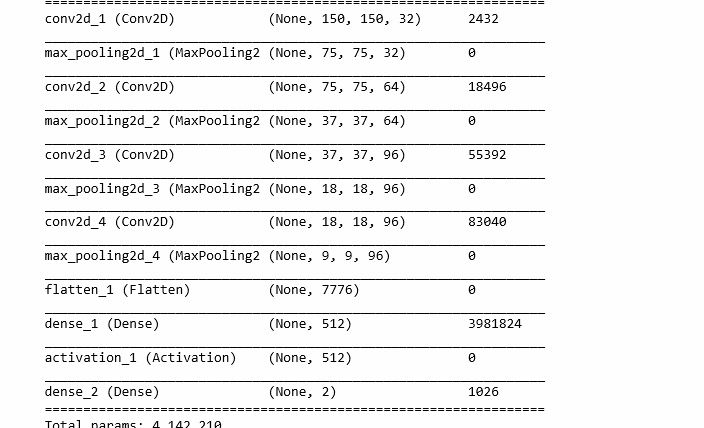 =================================================================
conv2d_1 (Conv2D) (None, 150, 150, 32) 2432
_________________________________________________________________
max_pooling2d_1 (MaxPooling2 (None, 75, 75, 32) 0
_________________________________________________________________
conv2d_2 (Conv2D) (None, 75, 75, 64) 18496
_________________________________________________________________
max_pooling2d_2 (MaxPooling2 (None, 37, 37, 64) 0
_________________________________________________________________
conv2d_3 (Conv2D) (None, 37, 37, 96) 55392
_________________________________________________________________
max_pooling2d_3 (MaxPooling2 (None, 18, 18, 96) 0
_________________________________________________________________
conv2d_4 (Conv2D) (None, 18, 18, 96) 83040
_________________________________________________________________
max_pooling2d_4 (MaxPooling2 (None, 9, 9, 96) 0
_________________________________________________________________
flatten_1 (Flatten) (None, 7776) 0
_________________________________________________________________
dense_1 (Dense) (None, 512) 3981824
_________________________________________________________________
activation_1 (Activation) (None, 512) 0
_________________________________________________________________
dense_2 (Dense) (None, 2) 1026
=================================================================
Total params: 4,142,210